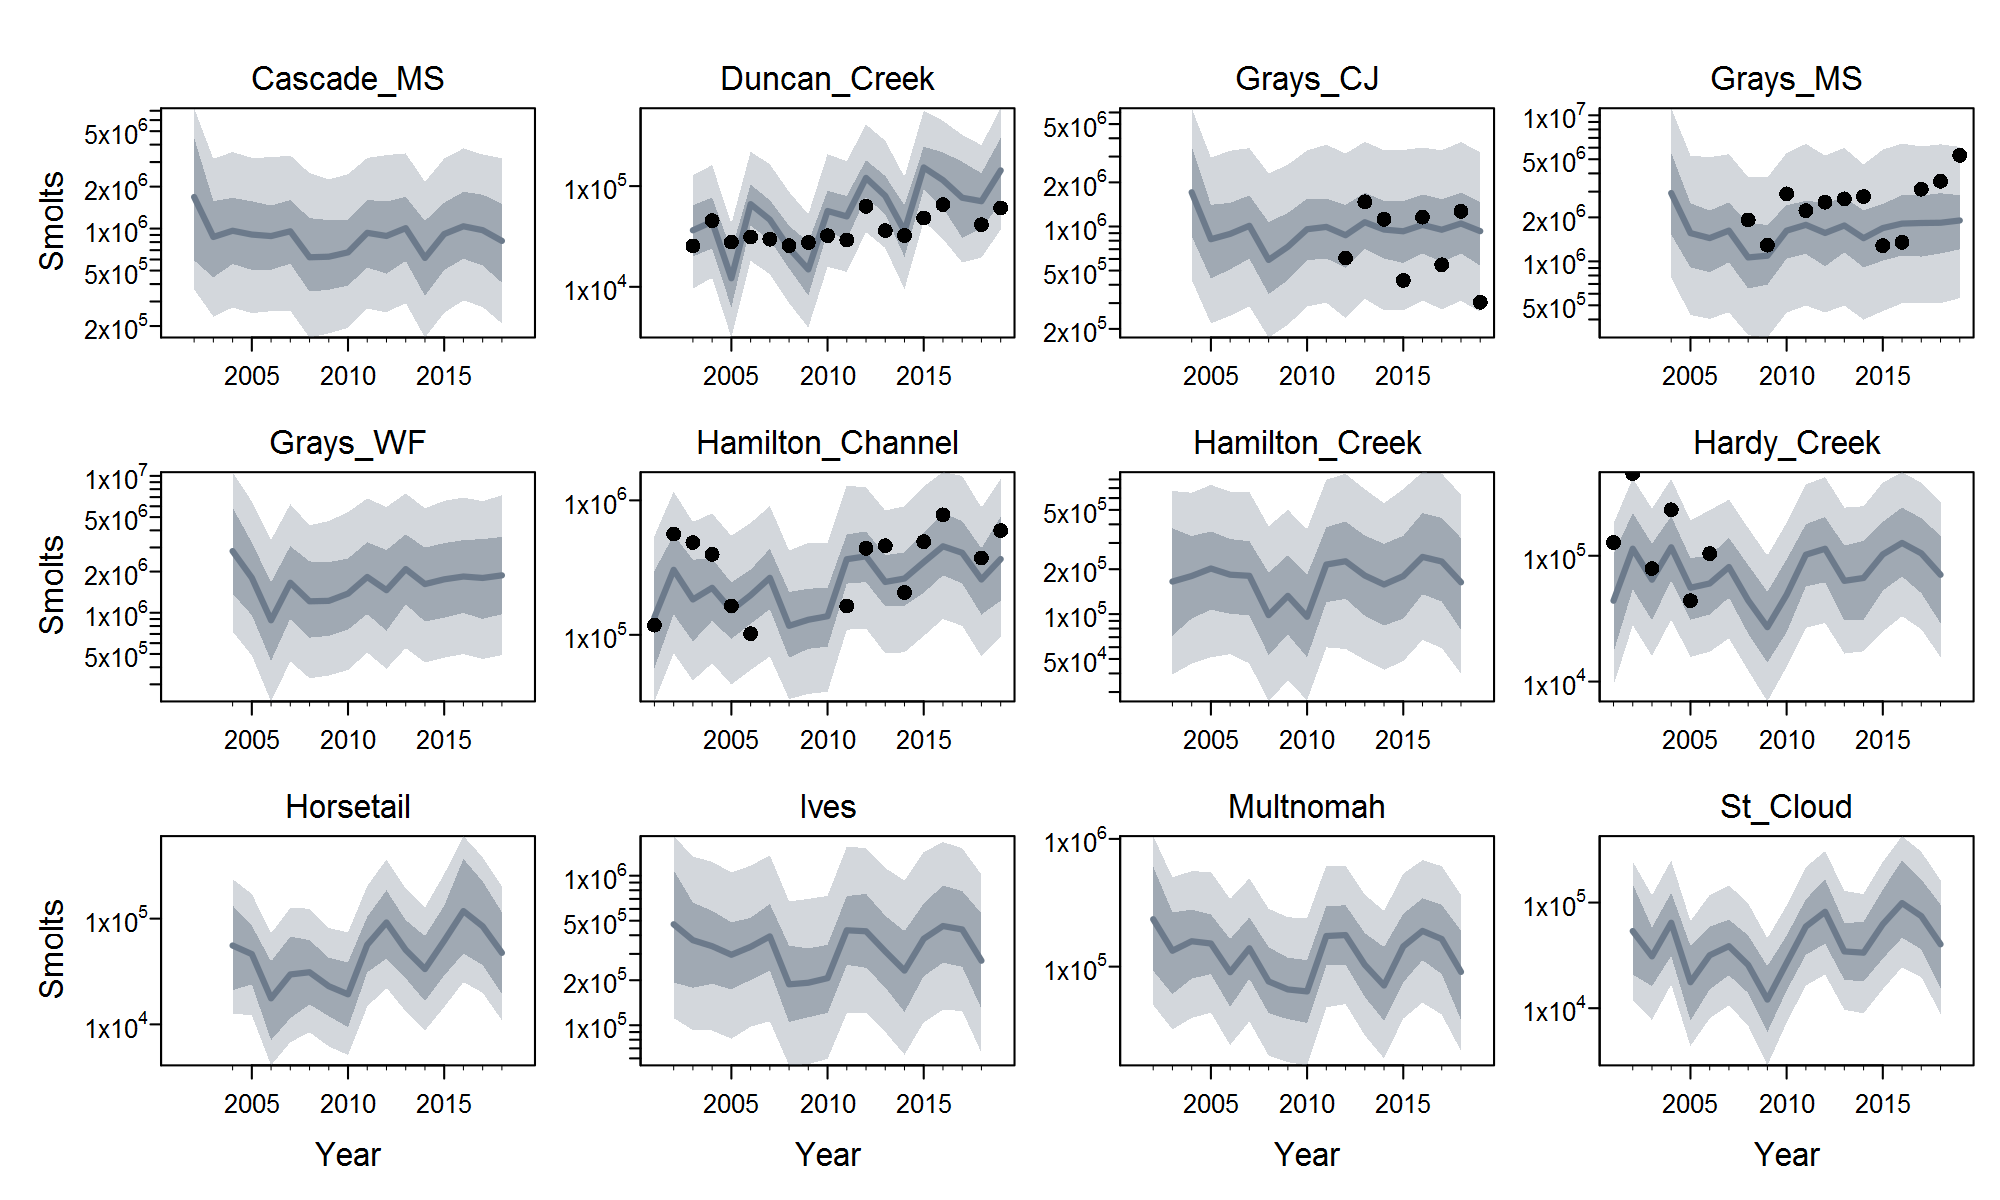 Cascade_MS Duncan_Creek Grays_CJ Grays_MS
Smolts
5x10^6
2x10^6
1x10^6
5x10^5
2x10^5
2005 2010 2015
1x10^5
1x10^4
2005 2010 2015
5x10^6
2x10^6
1x10^6
5x10^5
2x10^5
2005 2010 2015
1x10^7
5x10^6
2x10^6
1x10^6
5x10^5
2005 2010 2015
Grays_WF Hamilton_Channel Hamilton_Creek Hardy_Creek
Smolts
1x10^7
5x10^6
2x10^6
1x10^6
5x10^5
2005 2010 2015
1x10^6
1x10^5
2005 2010 2015
5x10^5
2x10^5
1x10^5
5x10^4
2005 2010 2015
1x10^5
1x10^4
2005 2010 2015
Horsetail Ives Multnomah St_Cloud
Smolts
1x10^5
1x10^4
2005 2010 2015
1x10^6
5x10^5
2x10^5
1x10^5
2005 2010 2015
1x10^6
1x10^5
2005 2010 2015
1x10^5
1x10^4
2005 2010 2015
Year Year Year Year